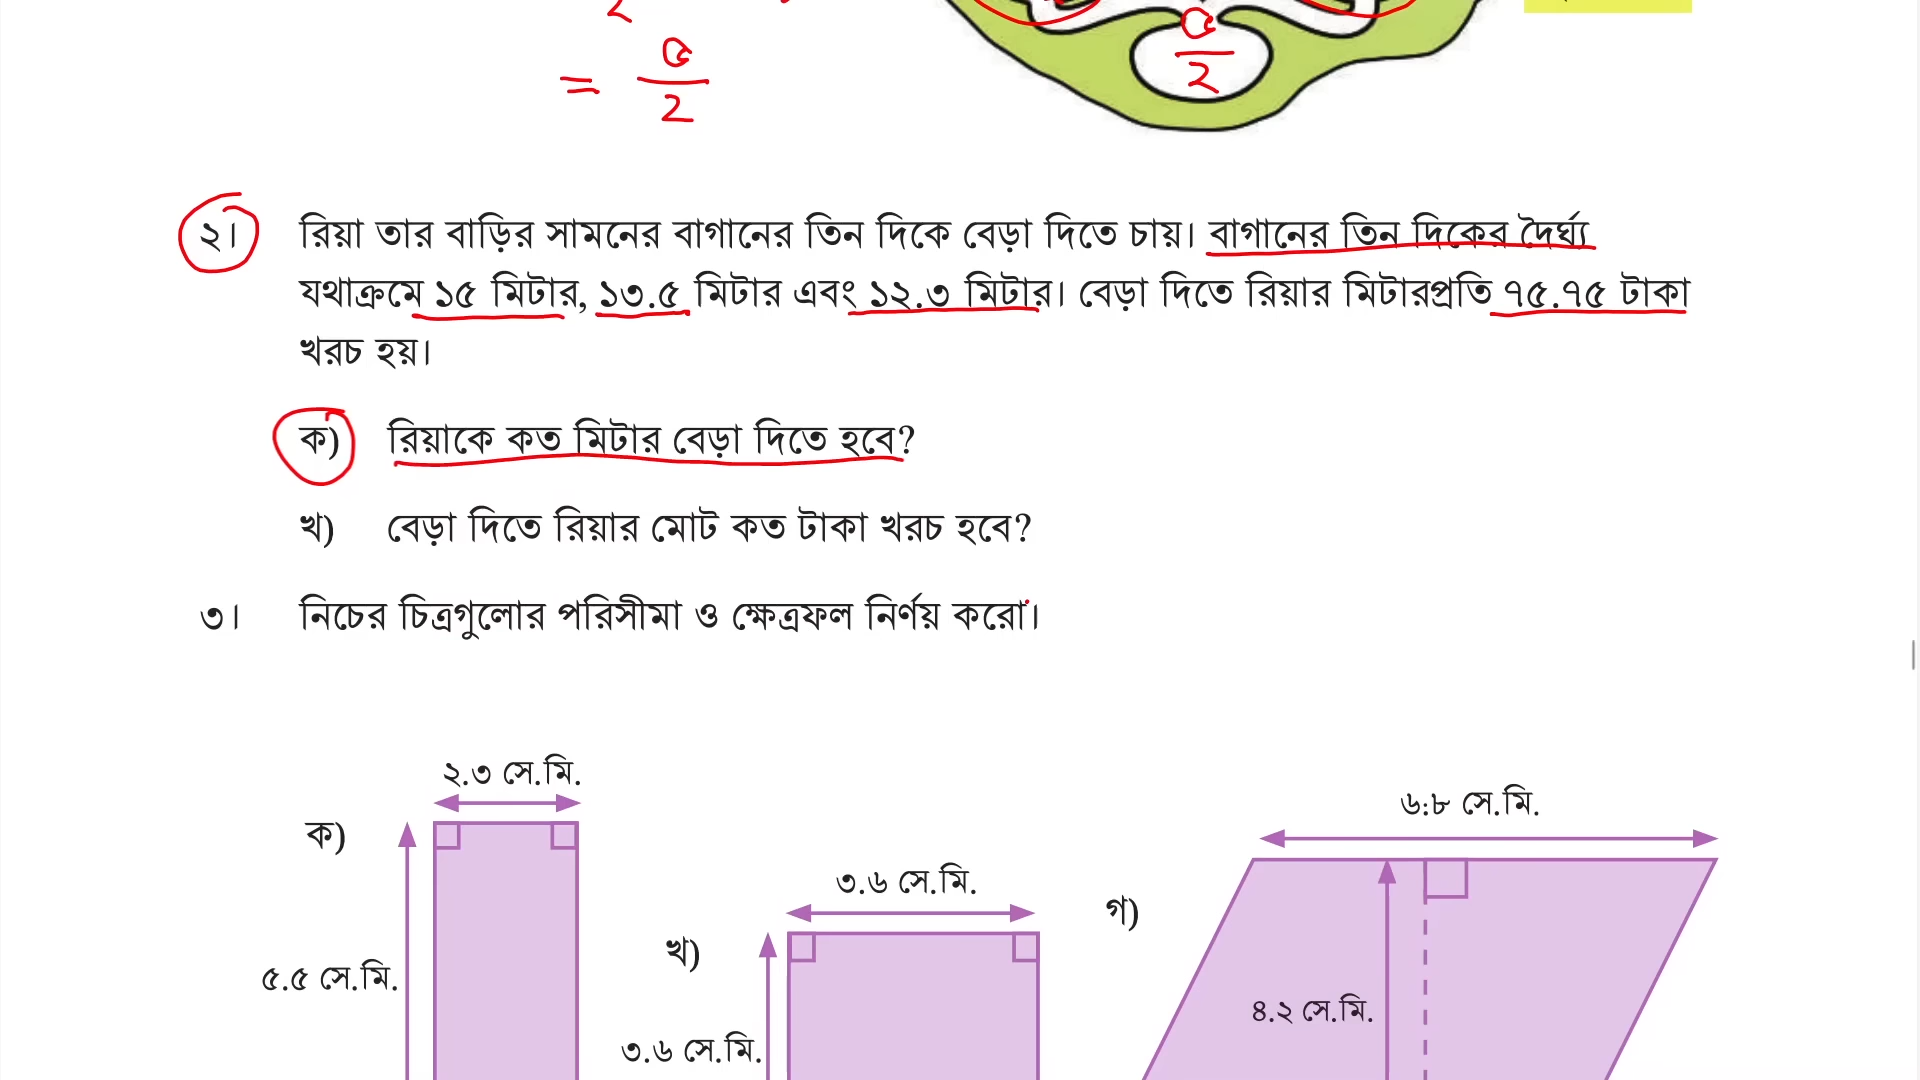 = ৫/2
৫/2
২। রিয়া তার বাড়ির সামনের বাগানের তিন দিকে বেড়া দিতে চায়। বাগানের তিন দিকের দৈর্ঘ্য
যথাক্রমে ১৫ মিটার, ১৩.৫ মিটার এবং ১২.৩ মিটার। বেড়া দিতে রিয়ার মিটারপ্রতি ৭৫.৭৫ টাকা
খরচ হয়।
ক) রিয়াকে কত মিটার বেড়া দিতে হবে?
খ) বেড়া দিতে রিয়ার মোট কত টাকা খরচ হবে?
৩। নিচের চিত্রগুলোর পরিসীমা ও ক্ষেত্রফল নির্ণয় করো।
২.৩ সে.মি.
ক)
৫.৫ সে.মি.
৩.৬ সে.মি.
খ)
৩.৬ সে.মি.
৬:৮ সে.মি.
গ)
৪.২ সে.মি.